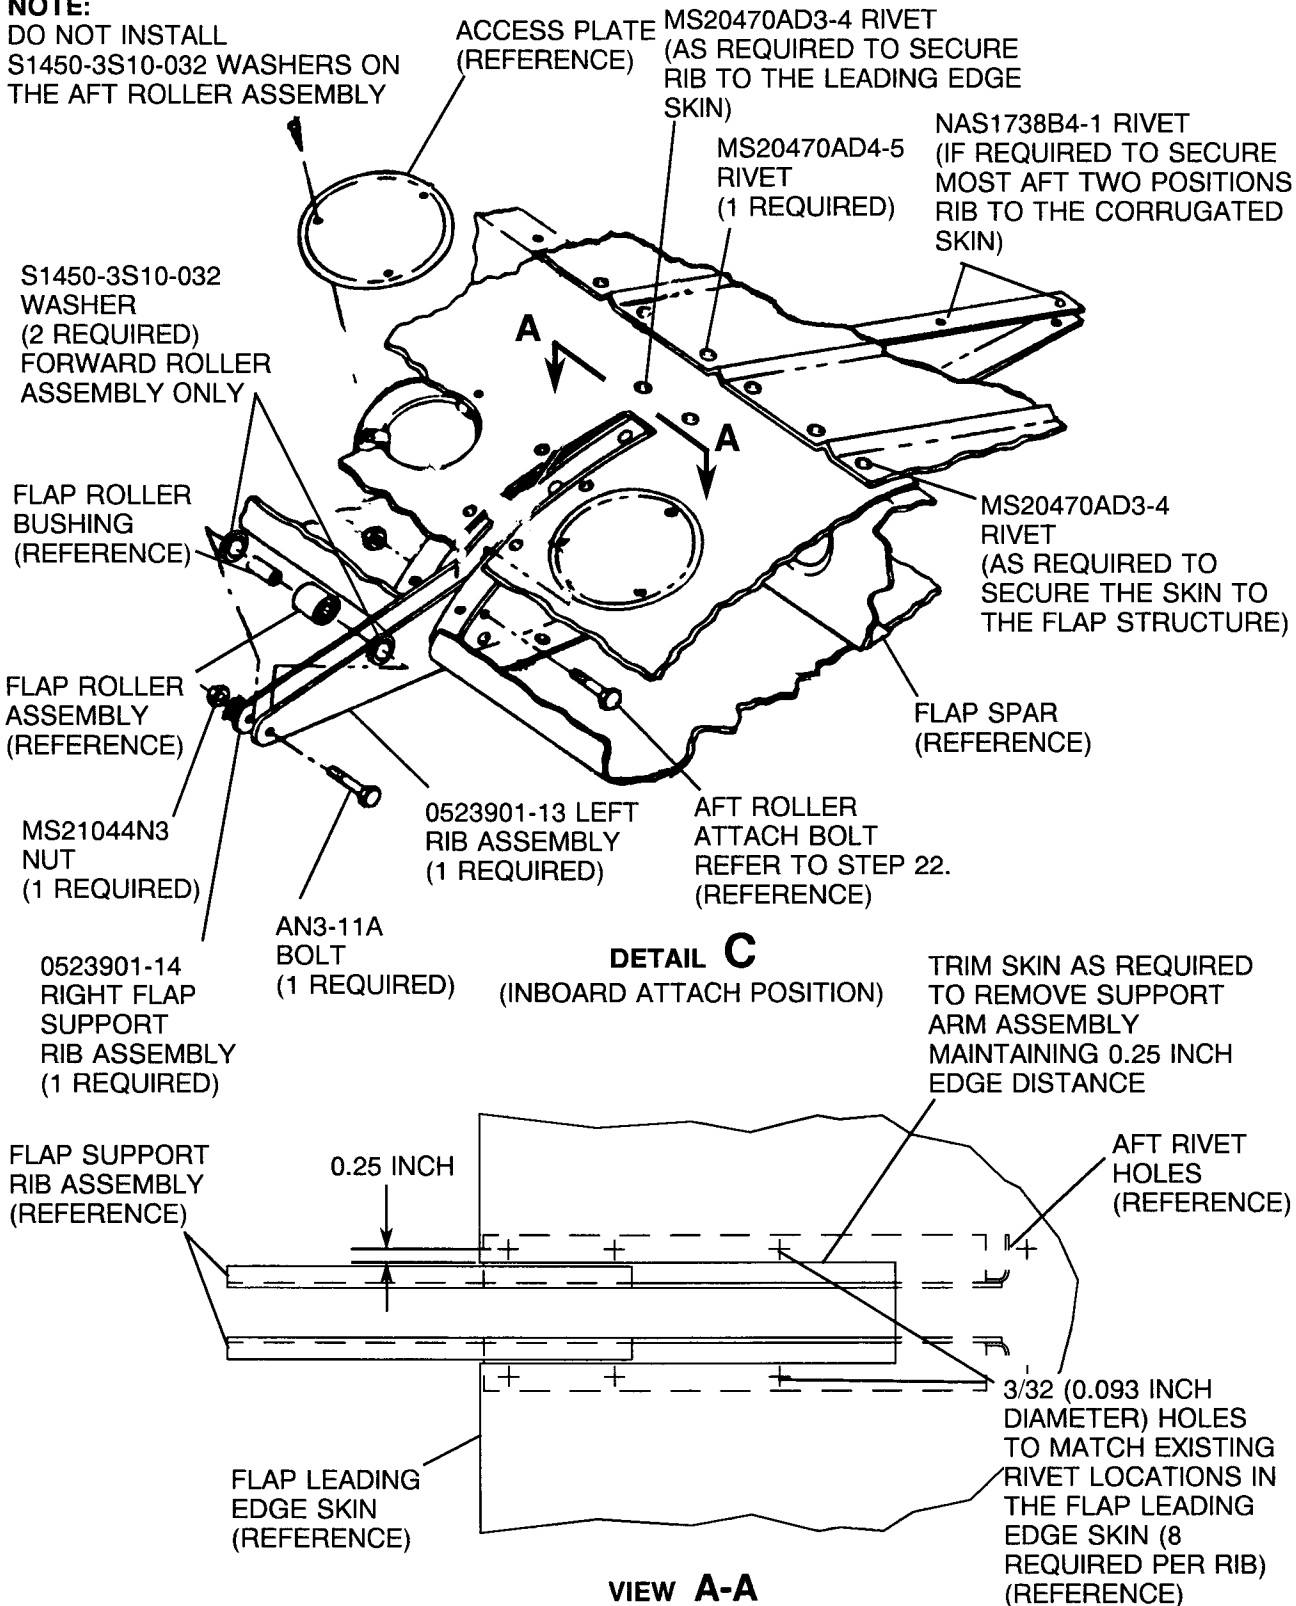 NOTE:
DO NOT INSTALL
S1450-3S10-032 WASHERS ON
THE AFT ROLLER ASSEMBLY
ACCESS PLATE
(REFERENCE)
MS20470AD3-4 RIVET
(AS REQUIRED TO SECURE
RIB TO THE LEADING EDGE
SKIN)
MS20470AD4-5
RIVET
(1 REQUIRED)
NAS1738B4-1 RIVET
(IF REQUIRED TO SECURE
MOST AFT TWO POSITIONS
RIB TO THE CORRUGATED
SKIN)
S1450-3S10-032
WASHER
(2 REQUIRED)
FORWARD ROLLER
ASSEMBLY ONLY
A
A
FLAP ROLLER
BUSHING
(REFERENCE)
MS20470AD3-4
RIVET
(AS REQUIRED TO
SECURE THE SKIN TO
THE FLAP STRUCTURE)
FLAP ROLLER
ASSEMBLY
(REFERENCE)
FLAP SPAR
(REFERENCE)
MS21044N3
NUT
(1 REQUIRED)
0523901-13 LEFT
RIB ASSEMBLY
(1 REQUIRED)
AFT ROLLER
ATTACH BOLT
REFER TO STEP 22.
(REFERENCE)
AN3-11A
BOLT
(1 REQUIRED)
0523901-14
RIGHT FLAP
SUPPORT
RIB ASSEMBLY
(1 REQUIRED)
DETAIL C
(INBOARD ATTACH POSITION)
TRIM SKIN AS REQUIRED
TO REMOVE SUPPORT
ARM ASSEMBLY
MAINTAINING 0.25 INCH
EDGE DISTANCE
FLAP SUPPORT
RIB ASSEMBLY
(REFERENCE)
0.25 INCH
AFT RIVET
HOLES
(REFERENCE)
3/32 (0.093 INCH
DIAMETER) HOLES
TO MATCH EXISTING
RIVET LOCATIONS IN
THE FLAP LEADING
EDGE SKIN (8
REQUIRED PER RIB)
(REFERENCE)
FLAP LEADING
EDGE SKIN
(REFERENCE)
VIEW A-A